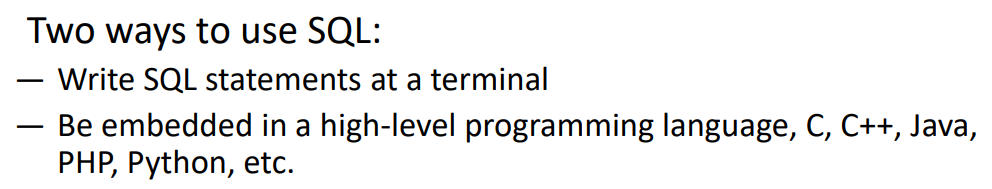 Two ways to use SQL:
— Write SQL statements at a terminal
— Be embedded in a high-level programming language, C, C++, Java,
PHP, Python, etc.